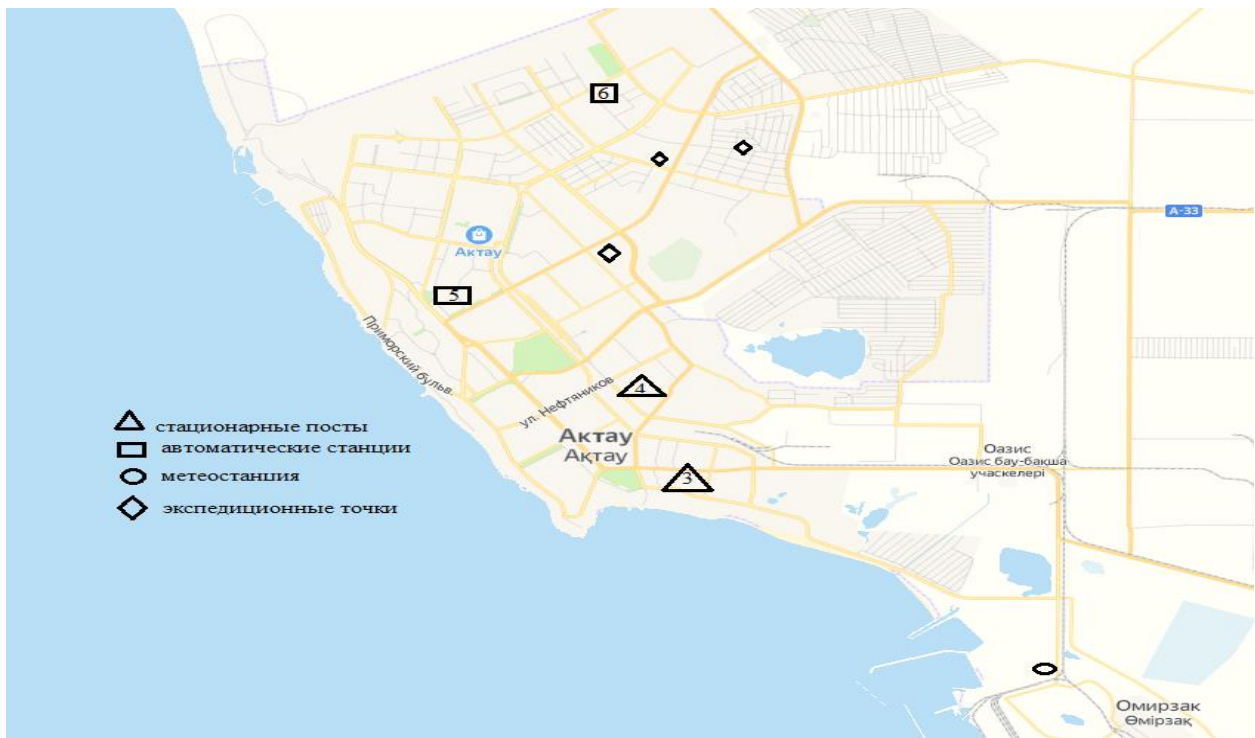 6
А-33
Актау
5
Приморский бульв.
4
ул. Нефтяников
стационарные посты
автоматические станции
метеостанция
экспедиционные точки
Актау
Ақтау
3
Оазис
Оазис бау-бақша
учаскелері
Омирзак
Өмірзақ